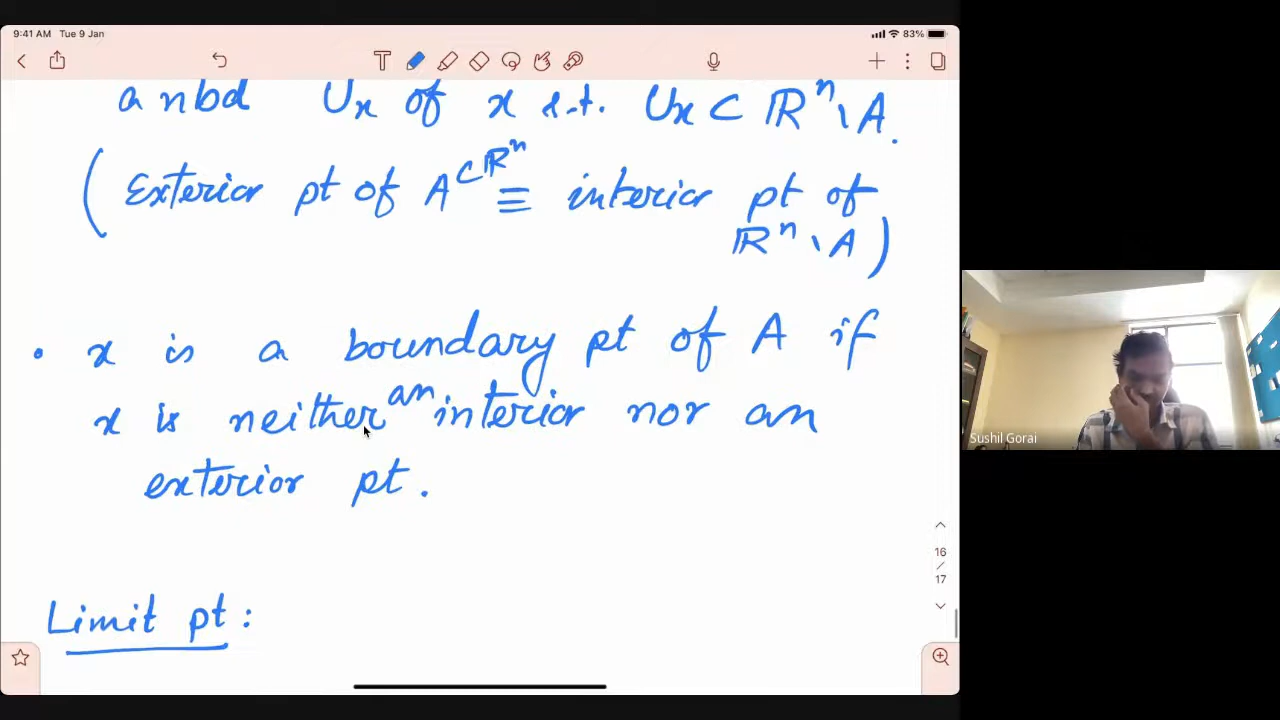 9:41 AM Tue 9 Jan
83%
a nbd Ux of x s.t. Ux ⊂ ℝⁿ \ A.
(Exterior pt of A ⊂ ℝⁿ ≡ interior pt of
ℝⁿ \ A)
• x is a boundary pt of A if
x is neither an interior nor an
exterior pt.
Limit pt:
16
/
17
Sushil Gorai